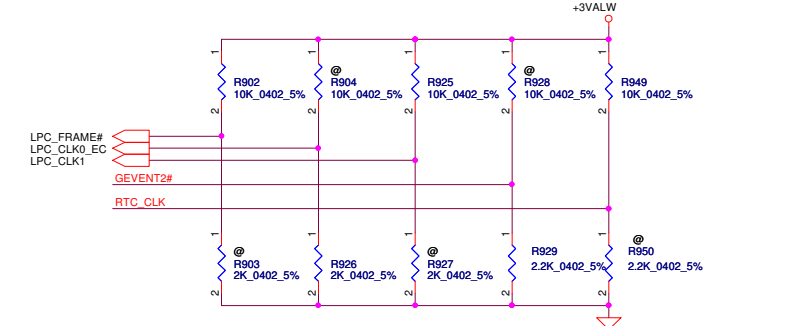 +3VALW
1 1 1 1 1
@ @
R902 R904 R925 R928 R949
10K_0402_5% 10K_0402_5% 10K_0402_5% 10K_0402_5% 10K_0402_5%
2 2 2 2 2
LPC_FRAME#
LPC_CLK0_EC
LPC_CLK1
GEVENT2#
RTC_CLK
1 1 1 1 1
@ @ @
R903 R926 R927 R929 R950
2K_0402_5% 2K_0402_5% 2K_0402_5% 2.2K_0402_5% 2.2K_0402_5%
2 2 2 2 2